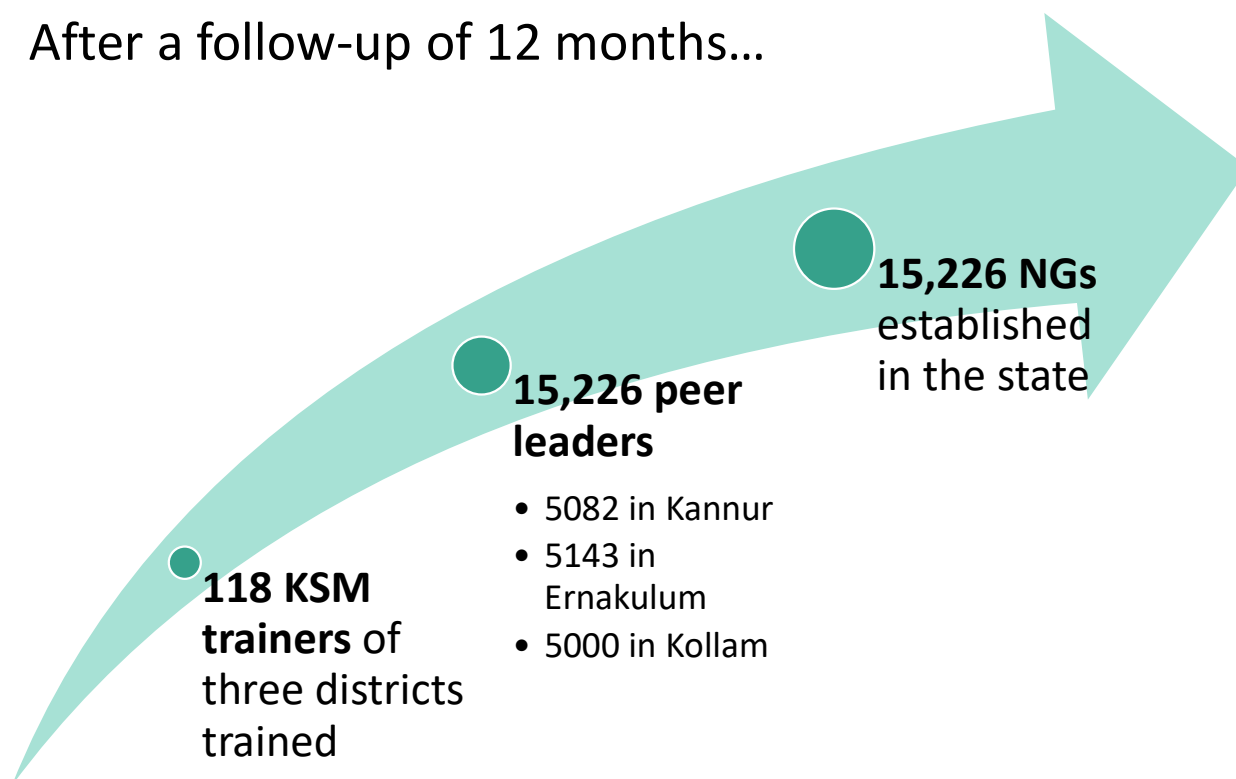 After a follow-up of 12 months...
118 KSM
trainers of
three districts
trained
15,226 peer
leaders
• 5082 in Kannur
• 5143 in
Ernakulum
• 5000 in Kollam
15,226 NGs
established
in the state